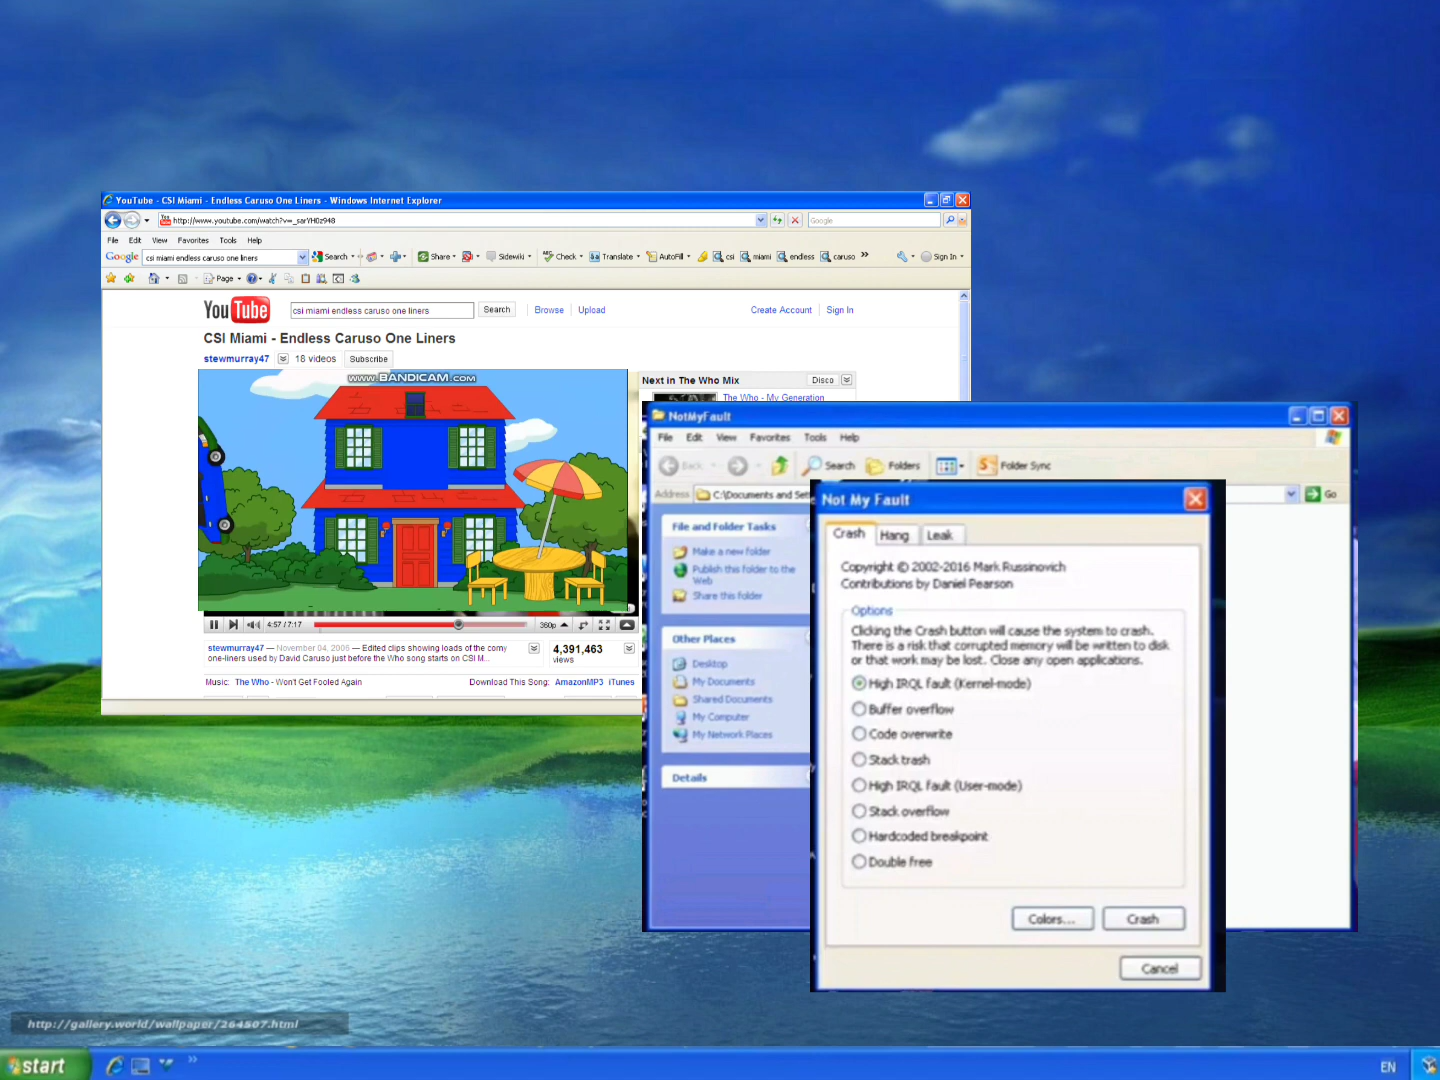 YouTube - CSI Miami - Endless Caruso One Liners - Windows Internet Explorer
http://www.youtube.com/watch?v=_sarYH0z948
Google
File Edit View Favorites Tools Help
Google csi miami endless caruso one liners Search Share Sidewiki Check Translate AutoFill csi miami endless caruso » Sign In
Page
YouTube csi miami endless caruso one liners Search Browse Upload Create Account Sign In
CSI Miami - Endless Caruso One Liners
stewmurray47 18 videos Subscribe
www.BANDICAM.com
Next in The Who Mix Disco
The Who - My Generation
4:57 / 7:17 360p
stewmurray47 — November 04, 2006 — Edited clips showing loads of the corny
one-liners used by David Caruso just before the Who song starts on CSI M...
4,391,463
views
Music: The Who - Won't Get Fooled Again Download This Song: AmazonMP3 iTunes
NotMyFault
File Edit View Favorites Tools Help
Back Search Folders Folder Sync
Address C:\Documents and Set Go
File and Folder Tasks
Make a new folder
Publish this folder to the
Web
Share this folder
Other Places
Desktop
My Documents
Shared Documents
My Computer
My Network Places
Details
Not My Fault
Crash Hang Leak
Copyright © 2002-2016 Mark Russinovich
Contributions by Daniel Pearson
Options
Clicking the Crash button will cause the system to crash.
There is a risk that corrupted memory will be written to disk
or that work may be lost. Close any open applications.
High IRQL fault (Kernel-mode)
Buffer overflow
Code overwrite
Stack trash
High IRQL fault (User-mode)
Stack overflow
Hardcoded breakpoint
Double free
Colors... Crash
Cancel
http://gallery.world/wallpaper/264507.html
start » EN